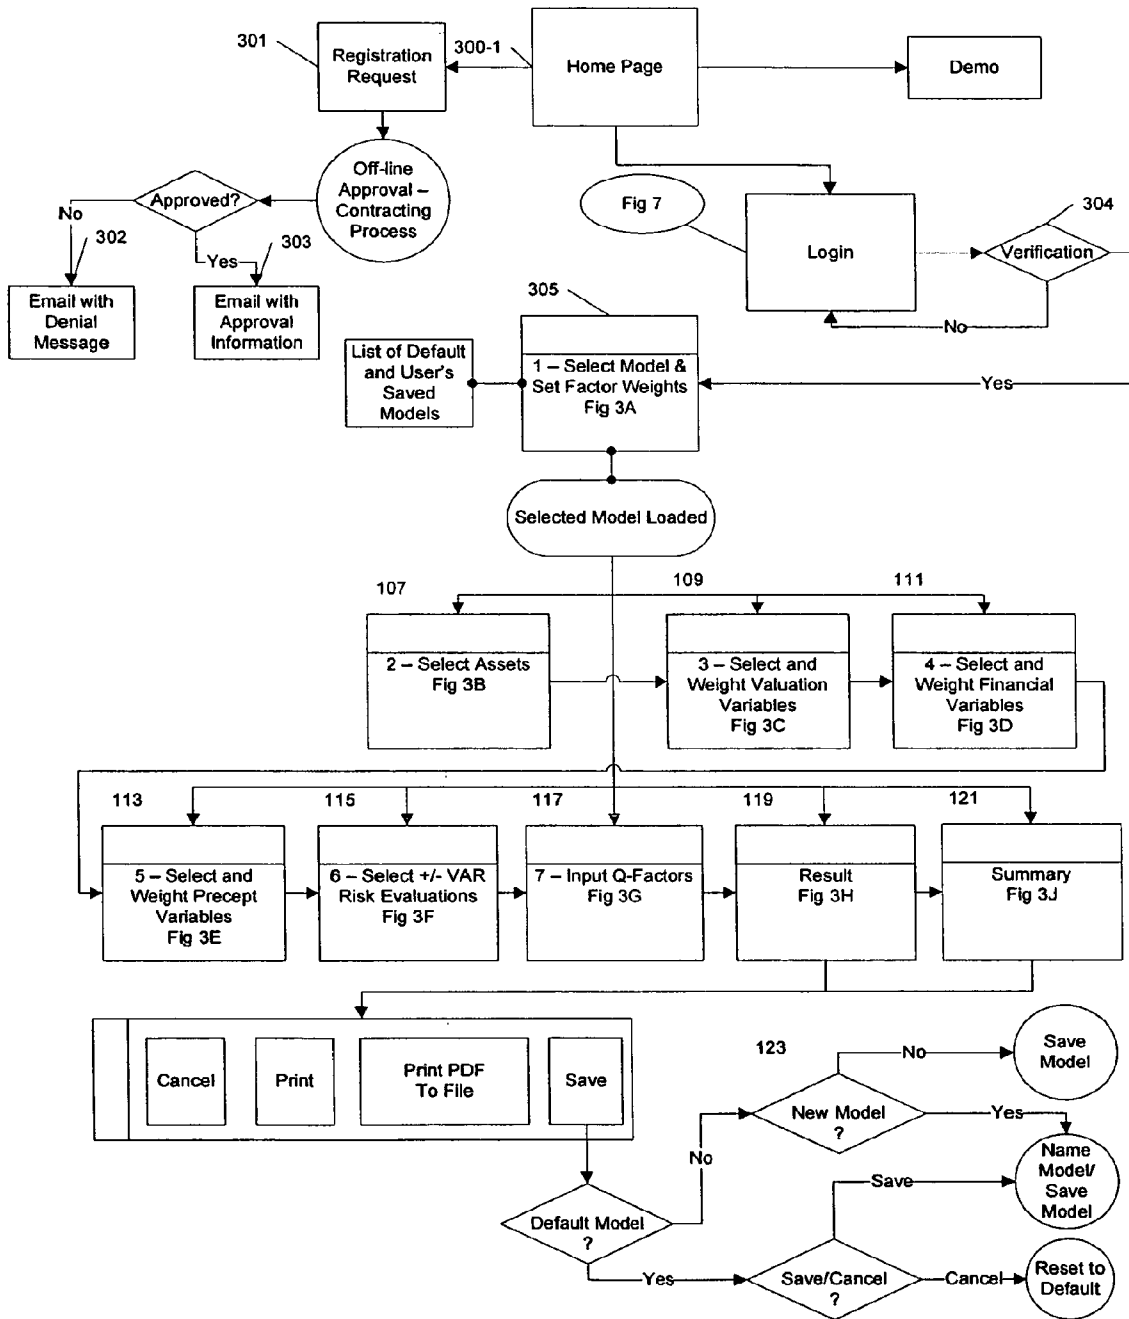 301
Registration
Request
300-1
Home Page
Demo
Off-line
Approval –
Contracting
Process
Approved?
No
302
Yes
303
Email with
Denial
Message
Email with
Approval
Information
Fig 7
Login
304
Verification
No
Yes
305
List of Default
and User's
Saved
Models
1 – Select Model &
Set Factor Weights
Fig 3A
Selected Model Loaded
107
109
111
2 – Select Assets
Fig 3B
3 – Select and
Weight Valuation
Variables
Fig 3C
4 – Select and
Weight Financial
Variables
Fig 3D
113
115
117
119
121
5 – Select and
Weight Precept
Variables
Fig 3E
6 – Select +/- VAR
Risk Evaluations
Fig 3F
7 – Input Q-Factors
Fig 3G
Result
Fig 3H
Summary
Fig 3J
Cancel
Print
Print PDF
To File
Save
123
No
Save
Model
New Model
?
Yes
No
Name
Model/
Save
Model
Save
Default Model
?
Yes
Save/Cancel
?
Cancel
Reset to
Default